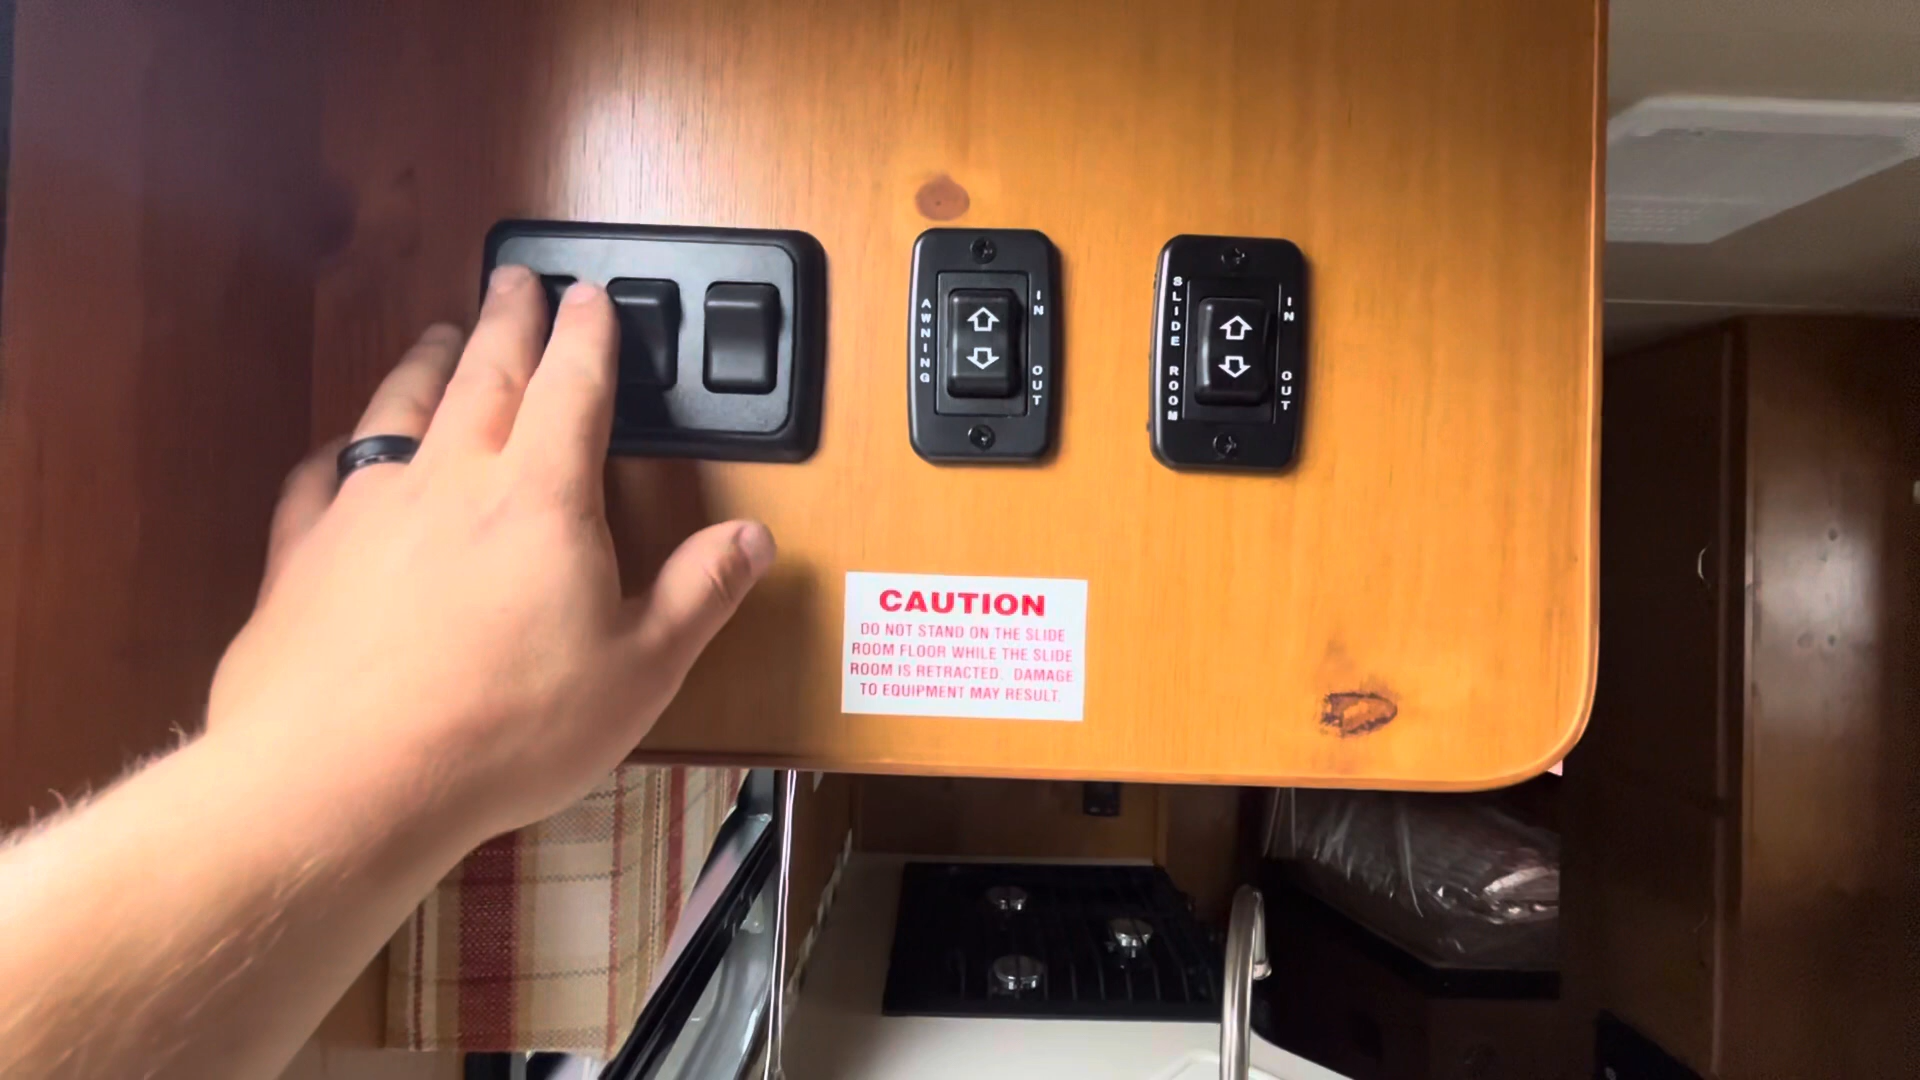 AWNING
IN
OUT
SLIDE ROOM
IN
OUT
CAUTION
DO NOT STAND ON THE SLIDE
ROOM FLOOR WHILE THE SLIDE
ROOM IS RETRACTED. DAMAGE
TO EQUIPMENT MAY RESULT.